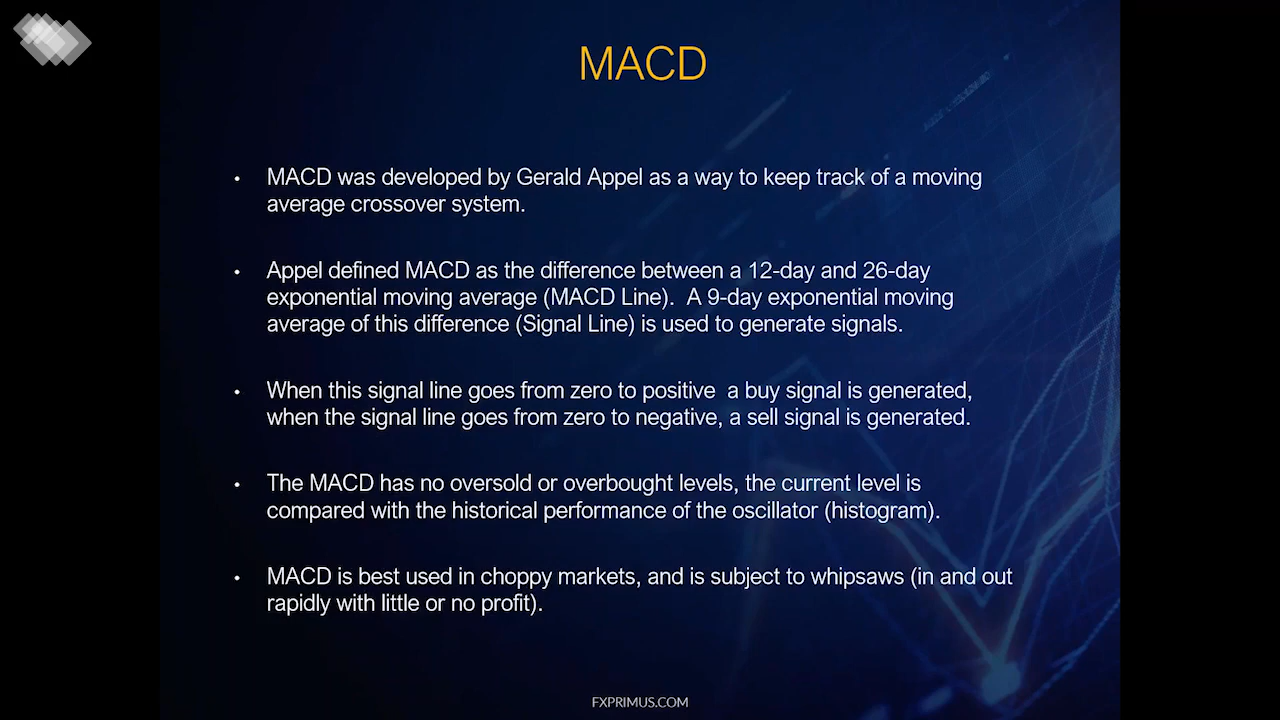 MACD
• MACD was developed by Gerald Appel as a way to keep track of a moving
average crossover system.
• Appel defined MACD as the difference between a 12-day and 26-day
exponential moving average (MACD Line).  A 9-day exponential moving
average of this difference (Signal Line) is used to generate signals.
• When this signal line goes from zero to positive  a buy signal is generated,
when the signal line goes from zero to negative, a sell signal is generated.
• The MACD has no oversold or overbought levels, the current level is
compared with the historical performance of the oscillator (histogram).
• MACD is best used in choppy markets, and is subject to whipsaws (in and out
rapidly with little or no profit).
FXPRIMUS.COM